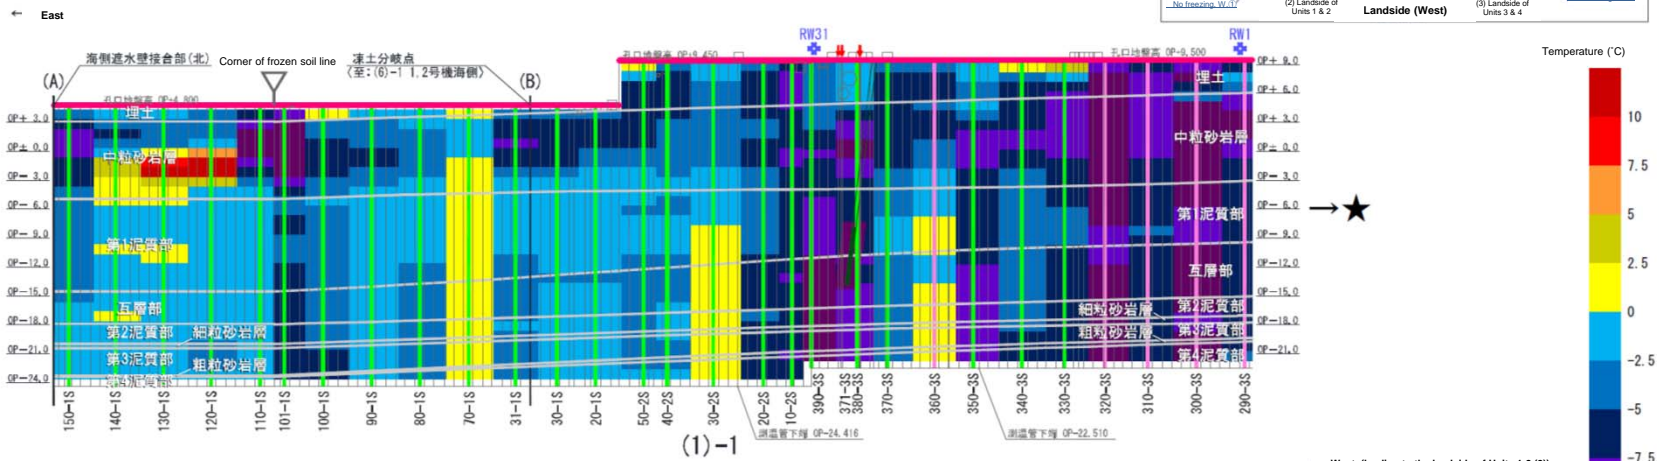 ← East
No freezing. W.①
(2) Landside of
Units 1 & 2
Landside (West)
(3) Landside of
Units 3 & 4
RW31
RW1
海側遮水壁接合部(北)
Corner of frozen soil line
凍土分岐点
(至:(6)-1 1.2号機海側)
孔口地盤高 OP+9,450
孔口地盤高 OP+9,500
Temperature (˚C)
(A)
(B)
孔口地盤高 OP+6,800
OP+ 3.0
OP± 0.0
OP- 3.0
OP- 6.0
OP- 9.0
OP-12.0
OP-15.0
OP-18.0
OP-21.0
OP-24.0
埋土
中粒砂岩層
第1泥質部
互層部
第2泥質部
細粒砂岩層
第3泥質部
粗粒砂岩層
埋土
中粒砂岩層
第1泥質部
互層部
細粒砂岩層
第2泥質部
粗粒砂岩層
第3泥質部
第4泥質部
OP+ 9.0
OP+ 6.0
OP+ 3.0
OP± 0.0
OP- 3.0
OP- 6.0
OP- 9.0
OP-12.0
OP-15.0
OP-18.0
OP-21.0
→★
10
7.5
5
2.5
0
-2.5
-5
-7.5
150-1S
140-1S
130-1S
120-1S
110-1S
101-1S
100-1S
90-1S
80-1S
70-1S
31-1S
30-1S
20-1S
50-2S
40-2S
30-2S
20-2S
10-2S
390-3S
371-3S
380-3S
370-3S
360-3S
350-3S
340-3S
330-3S
320-3S
310-3S
300-3S
290-3S
測温管下端 OP-24.416
測温管下端 OP-22.510
(1)-1